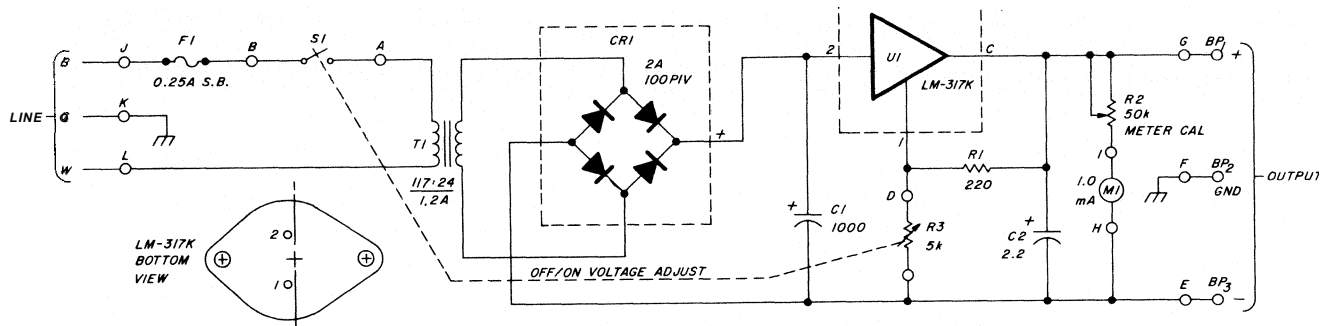 LINE
B
G
W
J
K
L
F1
0.25A S.B.
B
S1
A
T1
117:24
1.2A
CR1
2A
100PIV
+
2
U1
LM-317K
C
1
R1
220
D
R3
5k
+
C1
1000
+
C2
2.2
R2
50k
METER CAL
I
1.0
mA
M1
H
G
BP1
+
F
BP2
GND
E
BP3
-
OUTPUT
OFF/ON VOLTAGE ADJUST
LM-317K
BOTTOM
VIEW
2
1